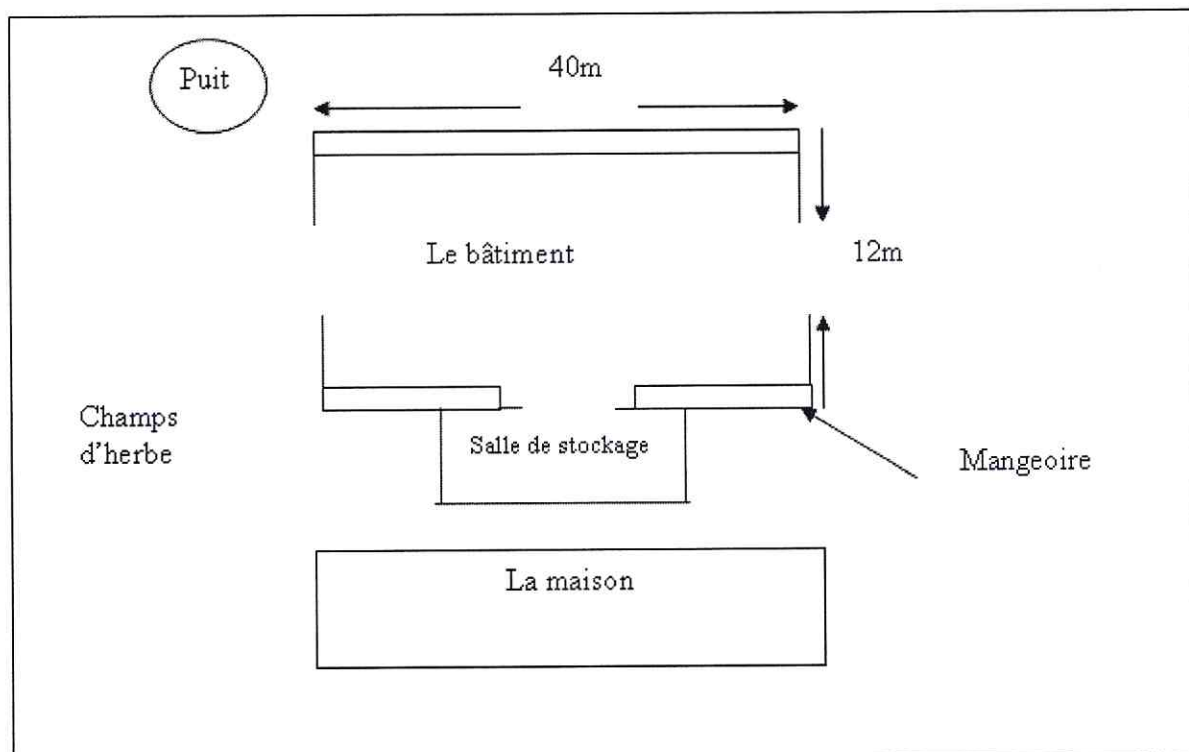 Puit
40m
Le bâtiment
12m
Champs
d'herbe
Salle de stockage
Mangeoire
La maison